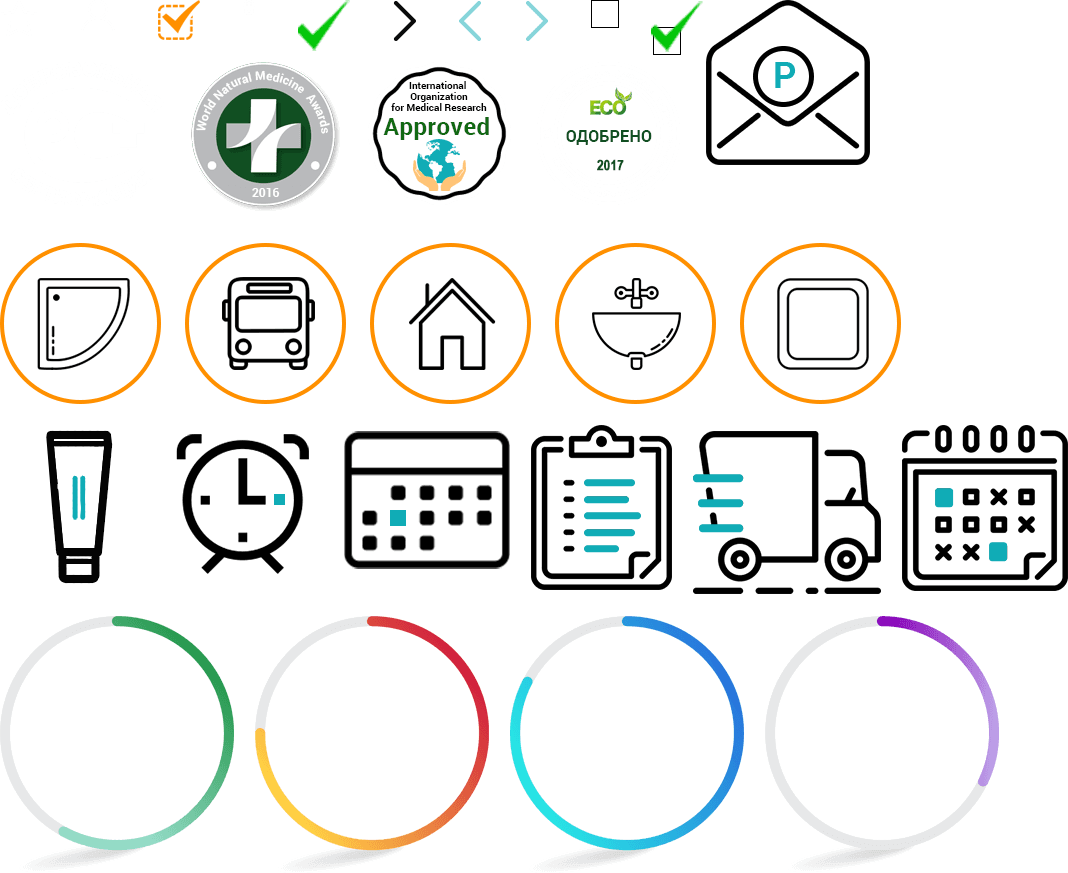 P
World Natural Medicine Awards
2016
International
Organization
for Medical Research
Approved
ECO
ОДОБРЕНО
2017